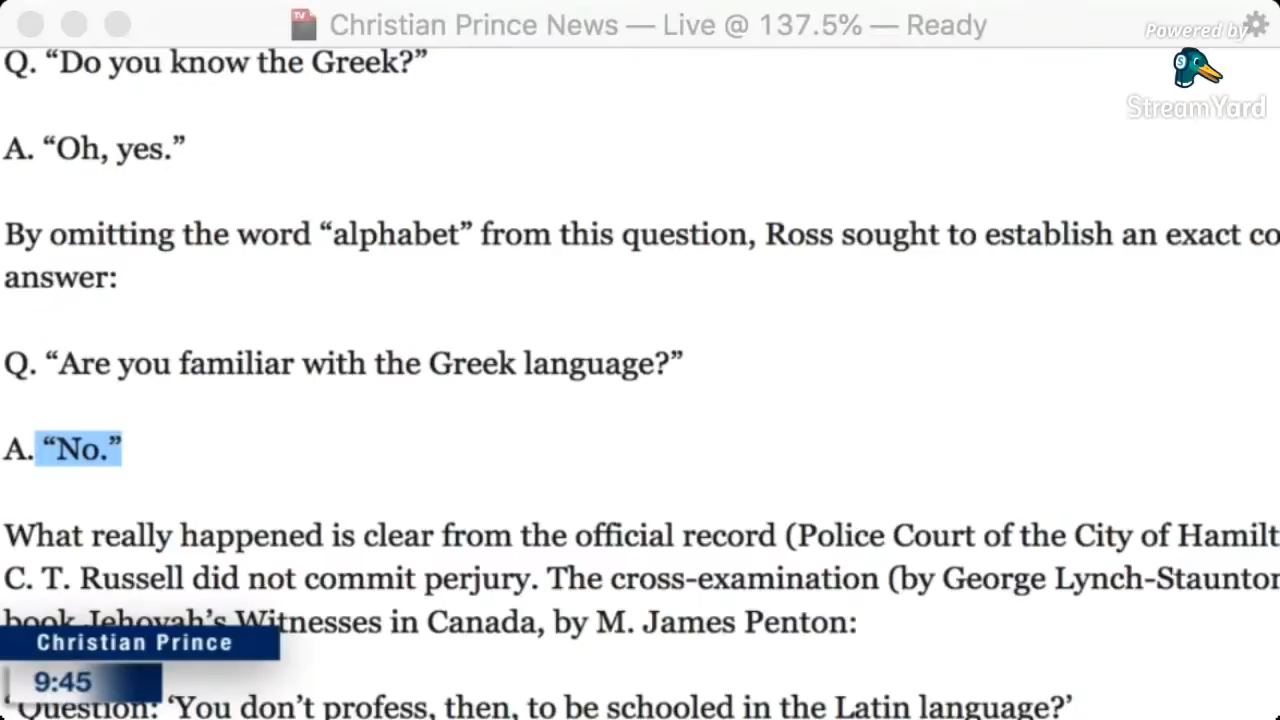 Christian Prince News — Live @ 137.5% — Ready
Powered by
StreamYard
Q. “Do you know the Greek?”
A. “Oh, yes.”
By omitting the word “alphabet” from this question, Ross sought to establish an exact co
answer:
Q. “Are you familiar with the Greek language?”
A. “No.”
What really happened is clear from the official record (Police Court of the City of Hamilt
C. T. Russell did not commit perjury. The cross-examination (by George Lynch-Staunton
book Jehovah’s Witnesses in Canada, by M. James Penton:
Christian Prince
9:45
“Question: ‘You don’t profess, then, to be schooled in the Latin language?’